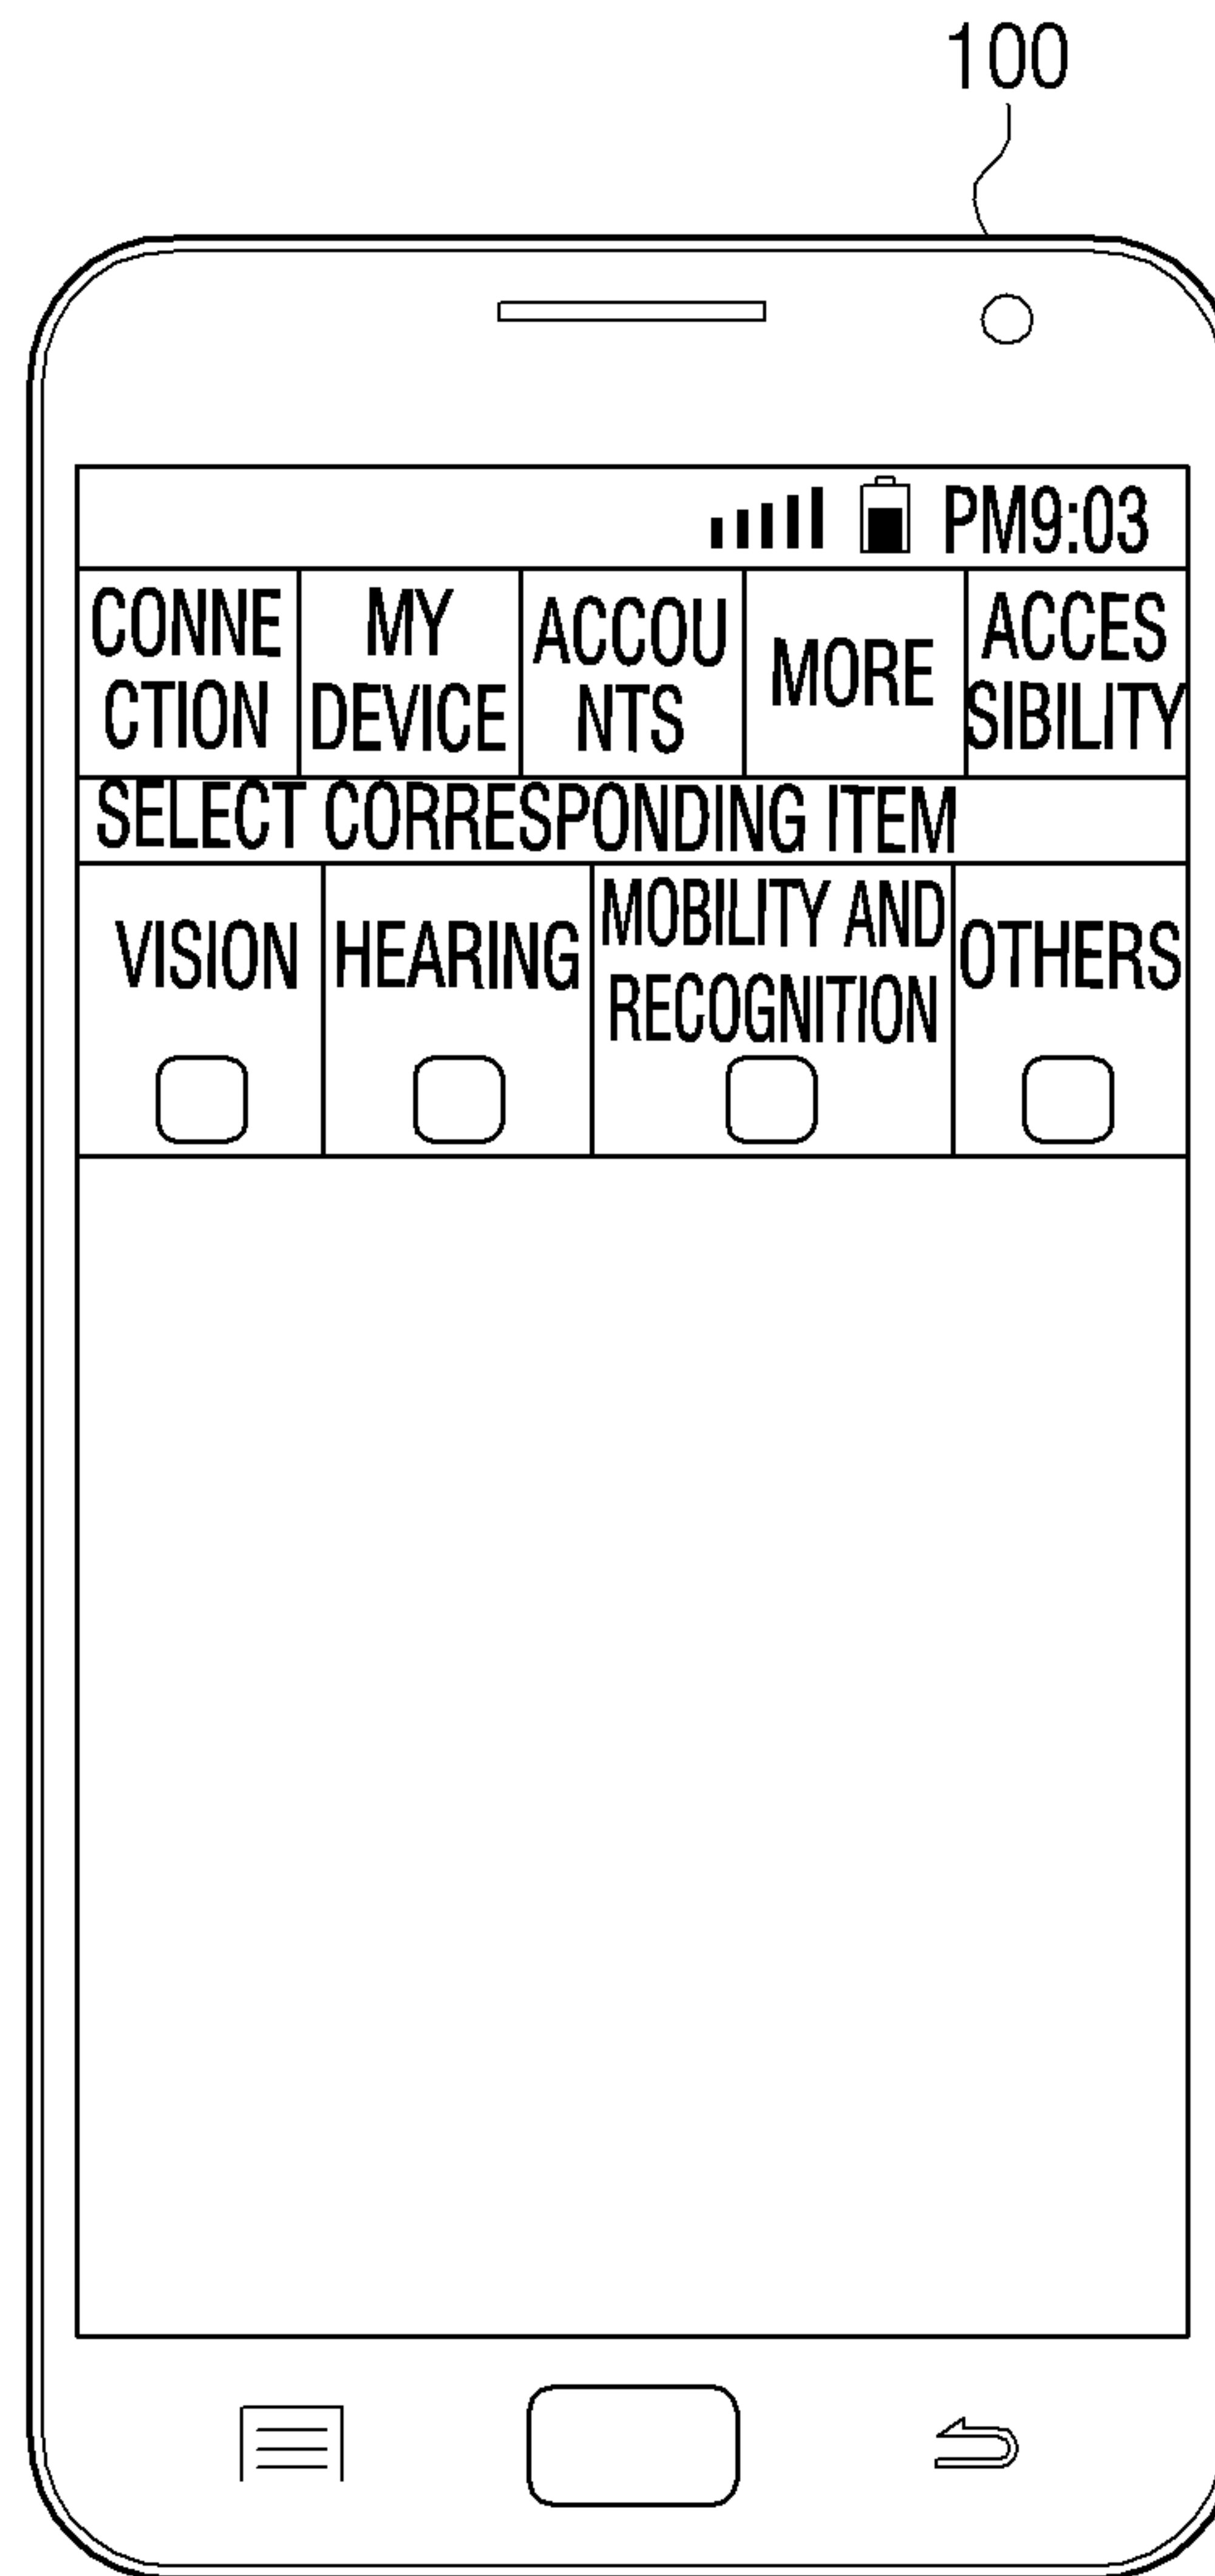 100
PM9:03
CONNE
CTION
MY
DEVICE
ACCOU
NTS
MORE
ACCES
SIBILITY
SELECT CORRESPONDING ITEM
VISION
HEARING
MOBILITY AND
RECOGNITION
OTHERS